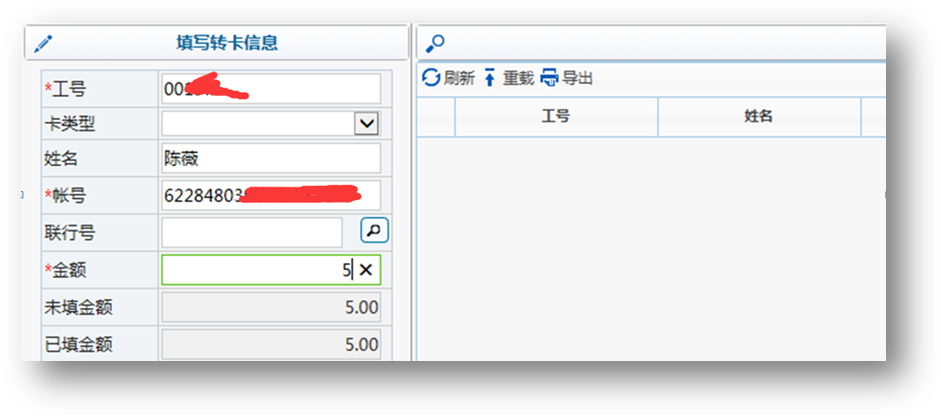 填写转卡信息
*工号 00
卡类型
姓名 陈薇
*帐号 62284803
联行号
*金额 5
未填金额 5.00
已填金额 5.00
刷新 重载 导出
工号 姓名